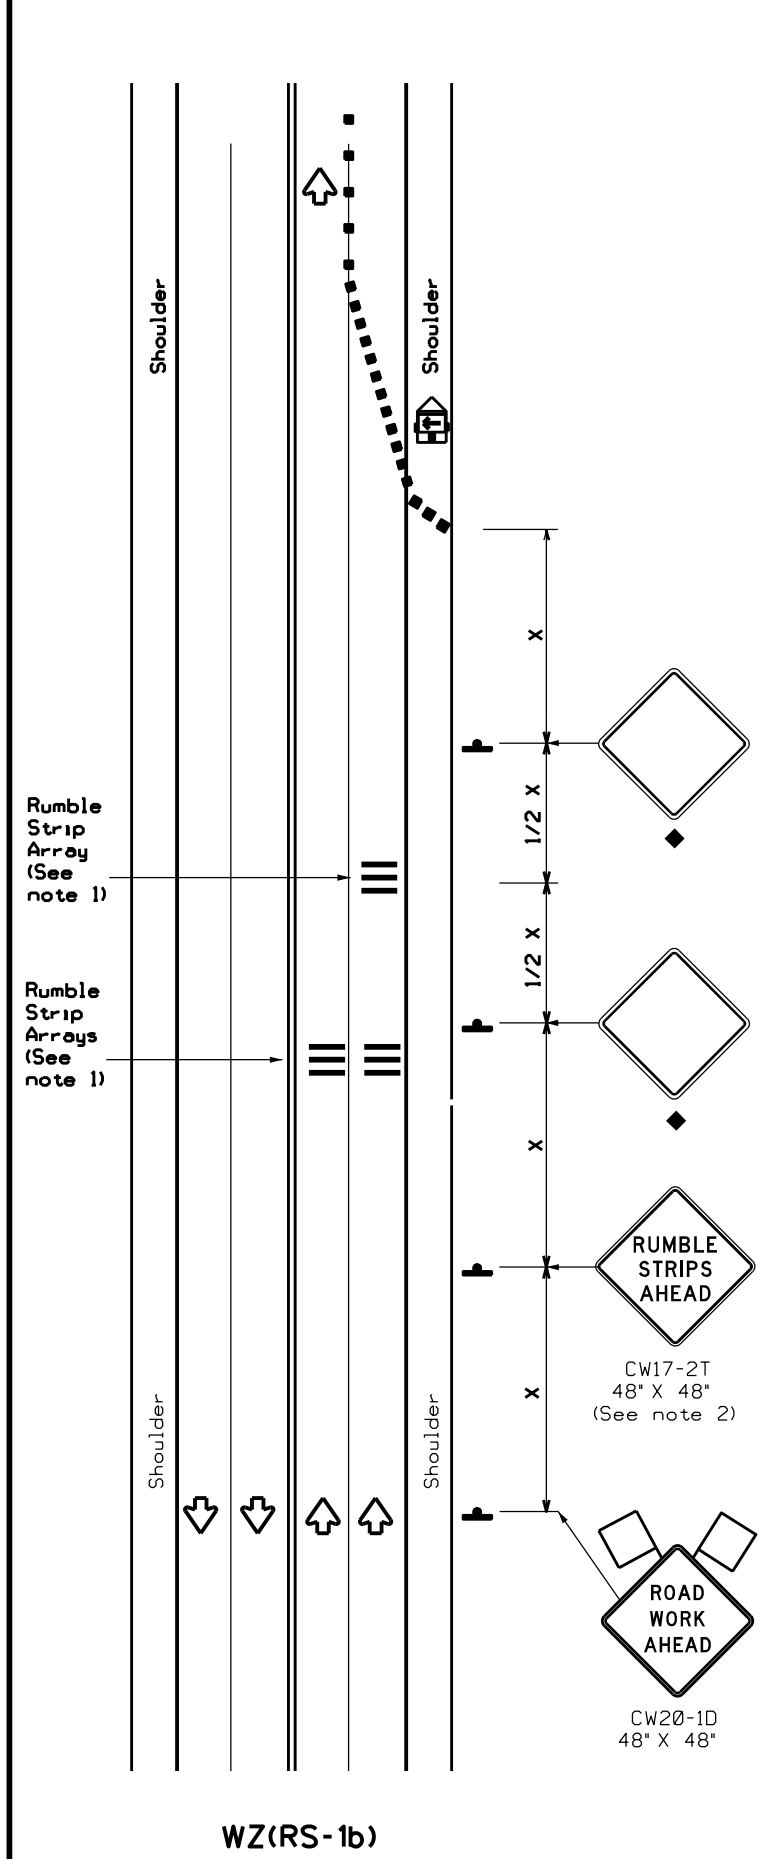 Shoulder
Shoulder
X
1/2 X
Rumble
Strip
Array
(See
note 1)
1/2 X
Rumble
Strip
Arrays
(See
note 1)
X
RUMBLE
STRIPS
AHEAD
CW17-2T
48" X 48"
(See note 2)
X
Shoulder
Shoulder
ROAD
WORK
AHEAD
CW20-1D
48" X 48"
WZ(RS-1b)